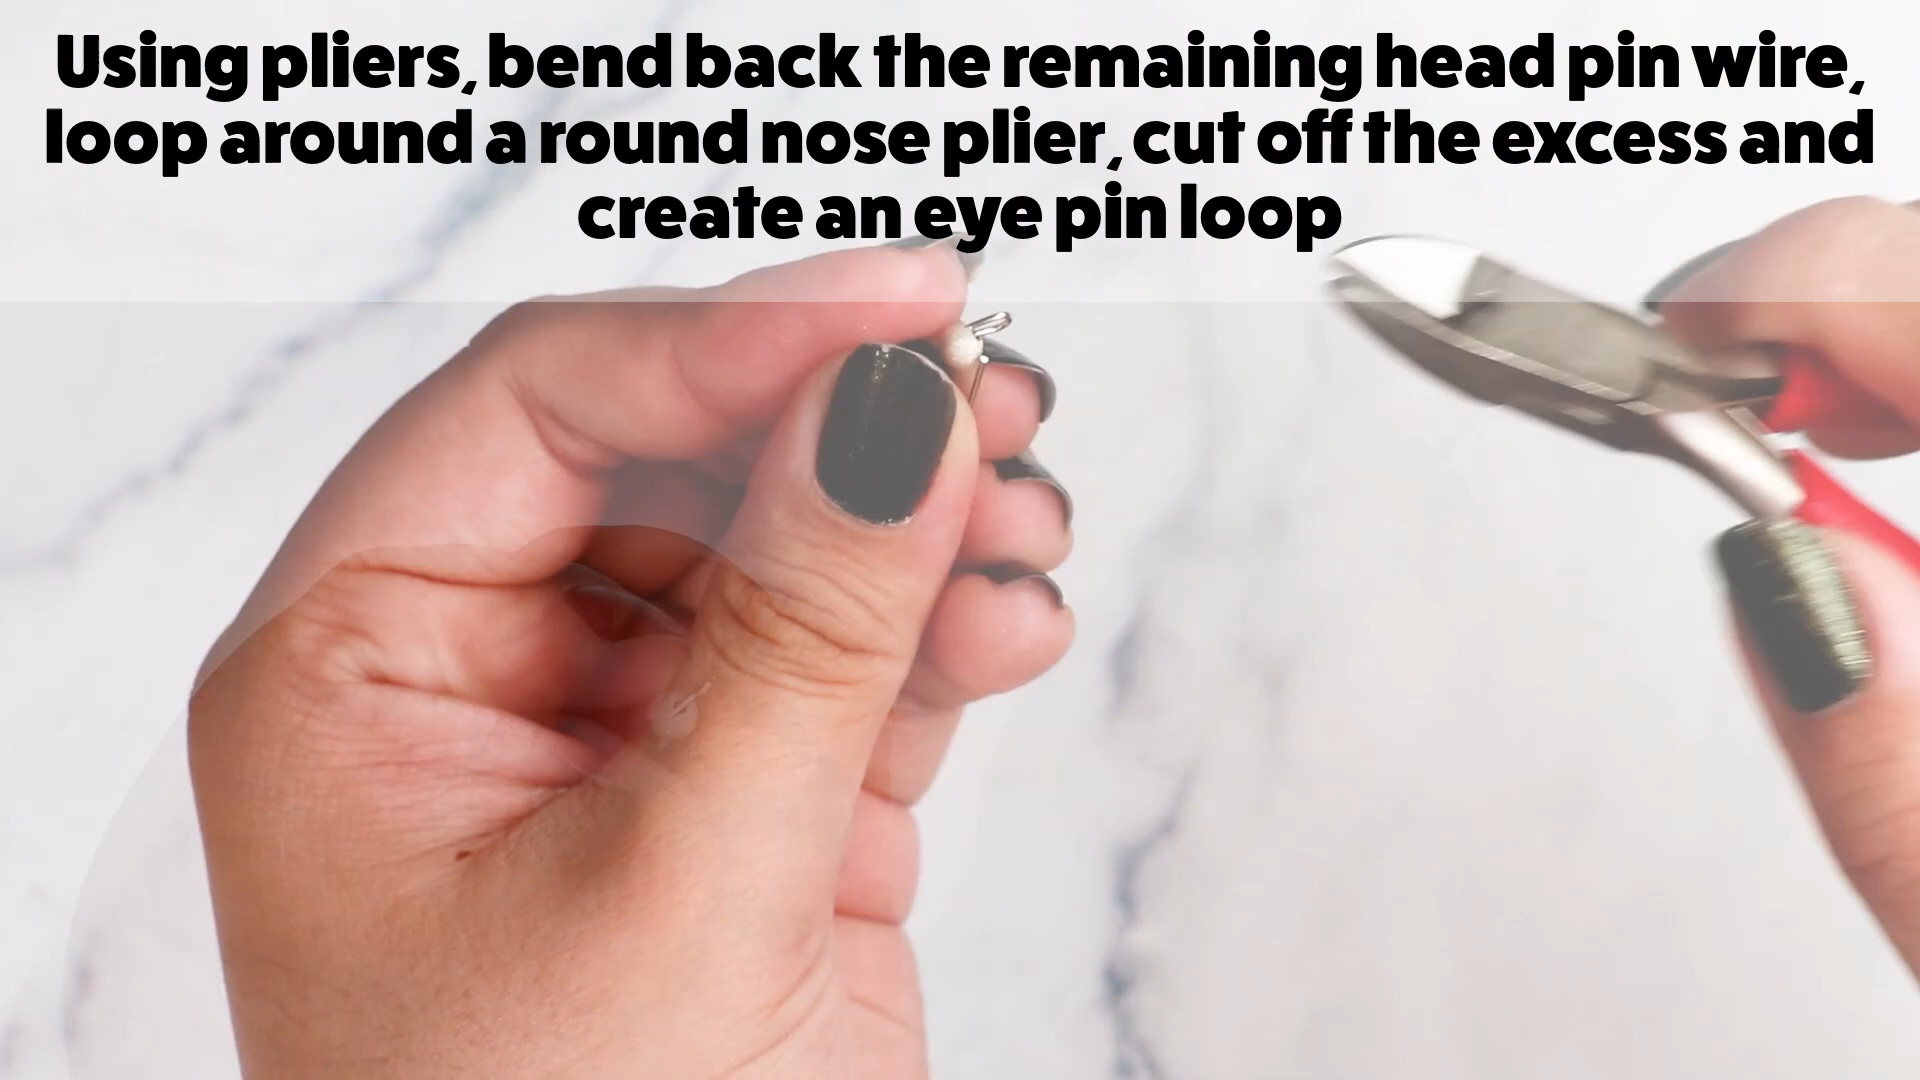 Using pliers, bend back the remaining head pin wire,
loop around a round nose plier, cut off the excess and
create an eye pin loop